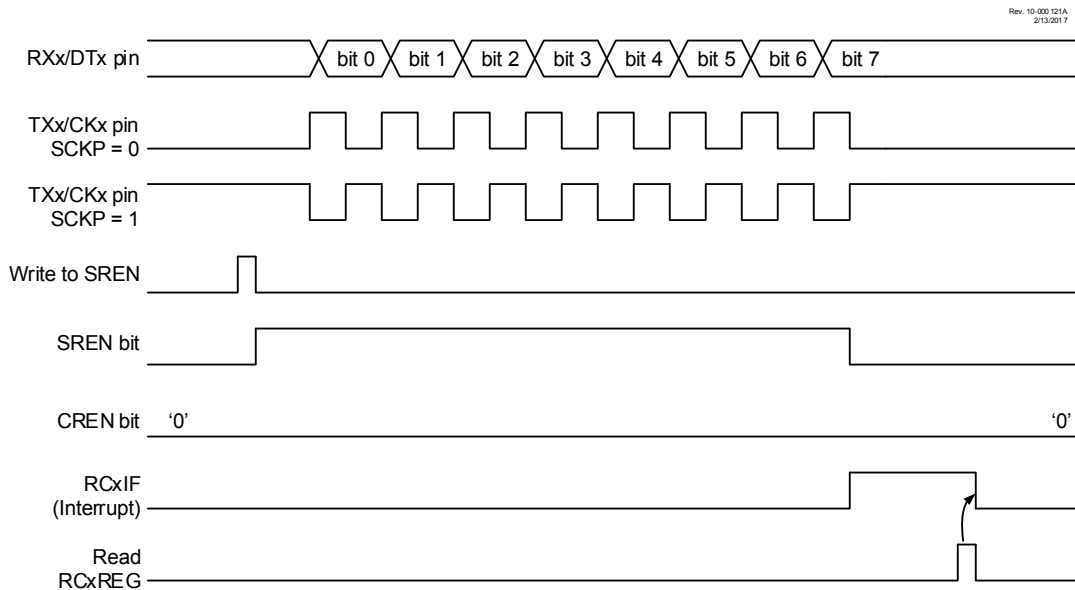 Rev. 10-000 121A
2/13/2017
RXx/DTx pin
bit 0 bit 1 bit 2 bit 3 bit 4 bit 5 bit 6 bit 7
TXx/CKx pin
SCKP = 0
TXx/CKx pin
SCKP = 1
Write to SREN
SREN bit
CREN bit ‘0’ ‘0’
RCxIF
(Interrupt)
Read
RCxREG